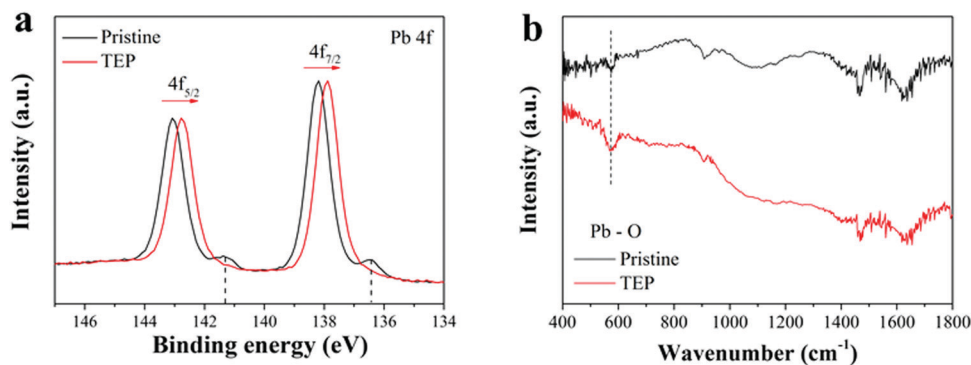 a
Pb 4f
Pristine
TEP
4f5/2
4f7/2
Intensity (a.u.)
146 144 142 140 138 136 134
Binding energy (eV)
b
Intensity (a.u.)
Pb - O
Pristine
TEP
400 600 800 1000 1200 1400 1600 1800
Wavenumber (cm-1)